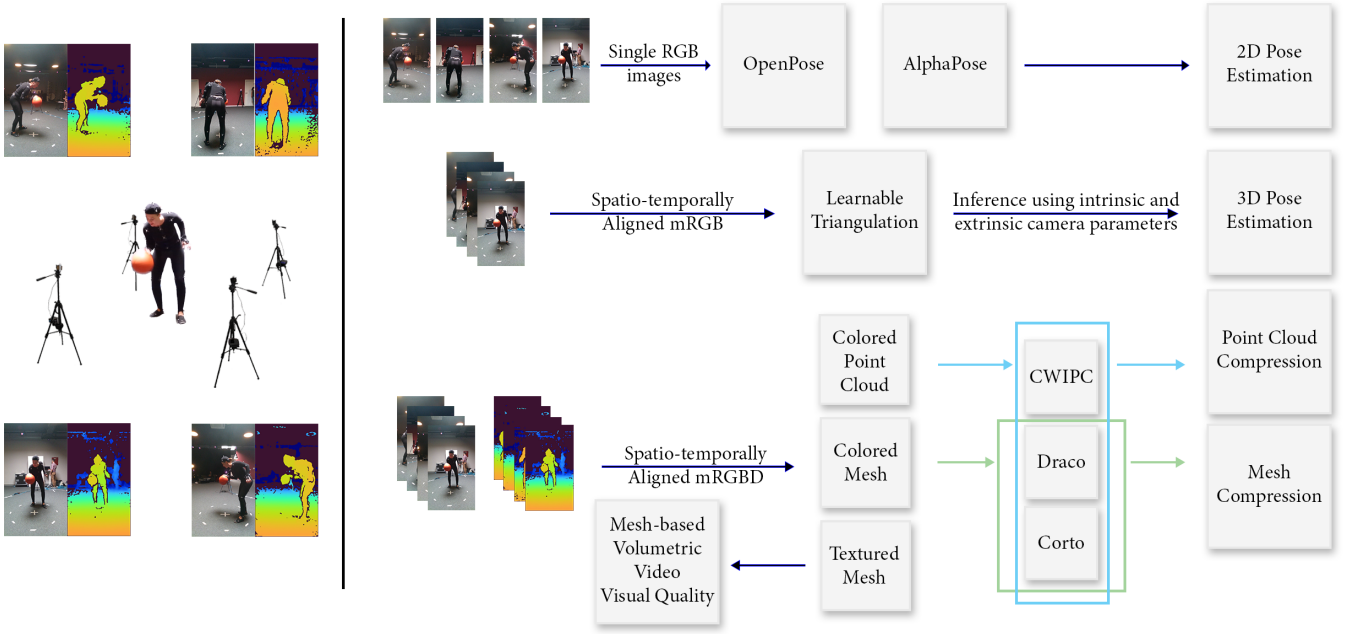 Single RGB
images
OpenPose
AlphaPose
2D Pose
Estimation
Spatio-temporally
Aligned mRGB
Learnable
Triangulation
Inference using intrinsic and
extrinsic camera parameters
3D Pose
Estimation
Colored
Point
Cloud
CWIPC
Point Cloud
Compression
Spatio-temporally
Aligned mRGBD
Colored
Mesh
Draco
Mesh
Compression
Mesh-based
Volumetric
Video
Visual Quality
Textured
Mesh
Corto